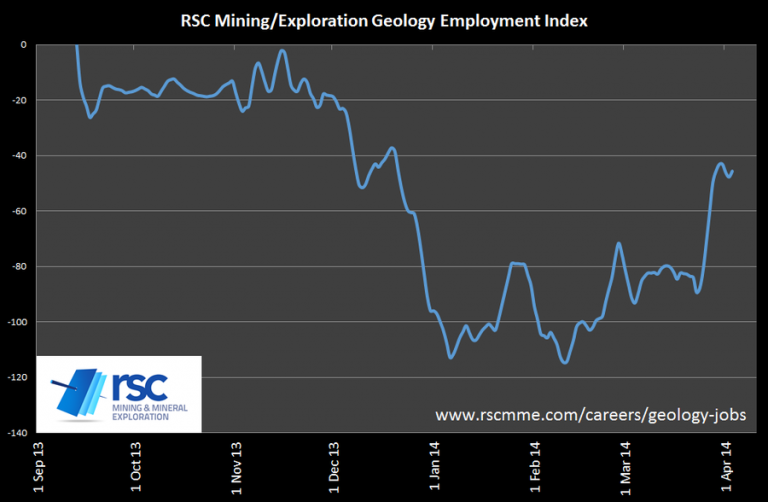 RSC Mining/Exploration Geology Employment Index
0
-20
-40
-60
-80
-100
-120
-140
rsc
MINING & MINERAL
EXPLORATION
www.rscmme.com/careers/geology-jobs
1 Sep 13
1 Oct 13
1 Nov 13
1 Dec 13
1 Jan 14
1 Feb 14
1 Mar 14
1 Apr 14